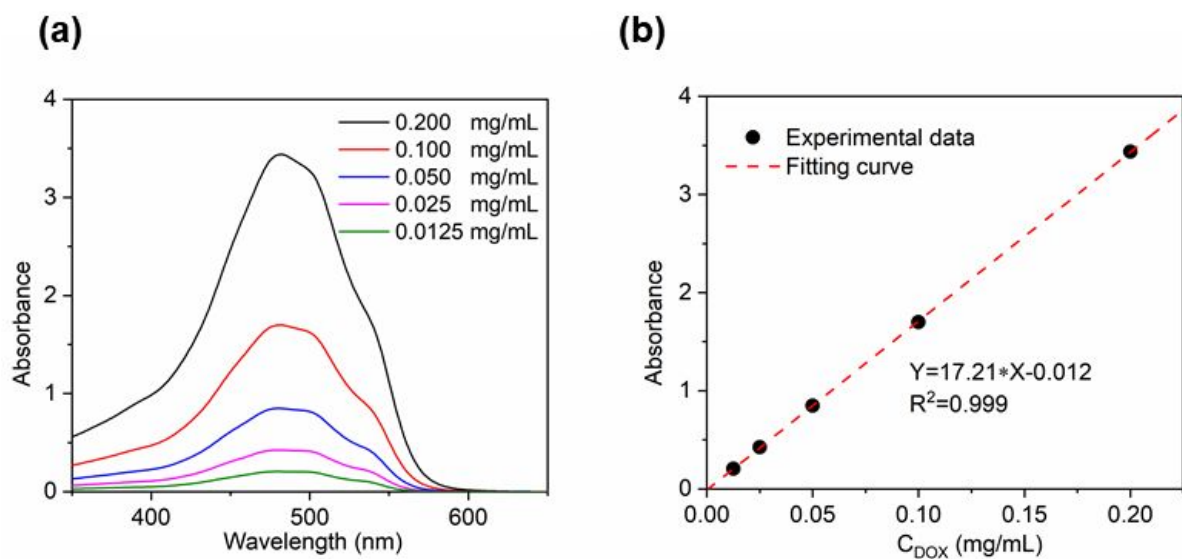 (a)
4
3
2
1
0
Absorbance
400
500
600
Wavelength (nm)
0.200 mg/mL
0.100 mg/mL
0.050 mg/mL
0.025 mg/mL
0.0125 mg/mL
(b)
4
3
2
1
0
Absorbance
0.00
0.05
0.10
0.15
0.20
C_DOX (mg/mL)
Experimental data
Fitting curve
Y=17.21*X-0.012
R²=0.999